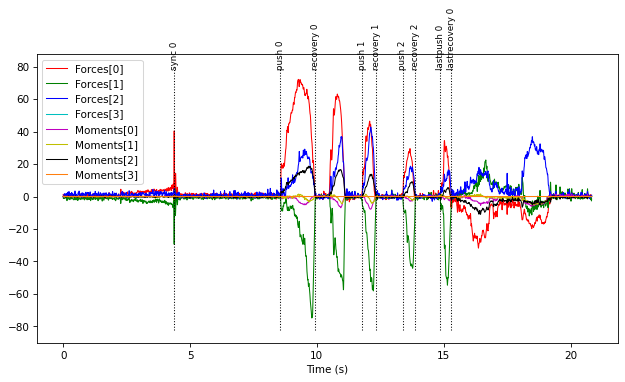 sync 0
push 0
recovery 0
push 1
recovery 1
push 2
recovery 2
lastpush 0
lastrecovery 0
Forces[0]
Forces[1]
Forces[2]
Forces[3]
Moments[0]
Moments[1]
Moments[2]
Moments[3]
80
60
40
20
0
−20
−40
−60
−80
0 5 10 15 20
Time (s)